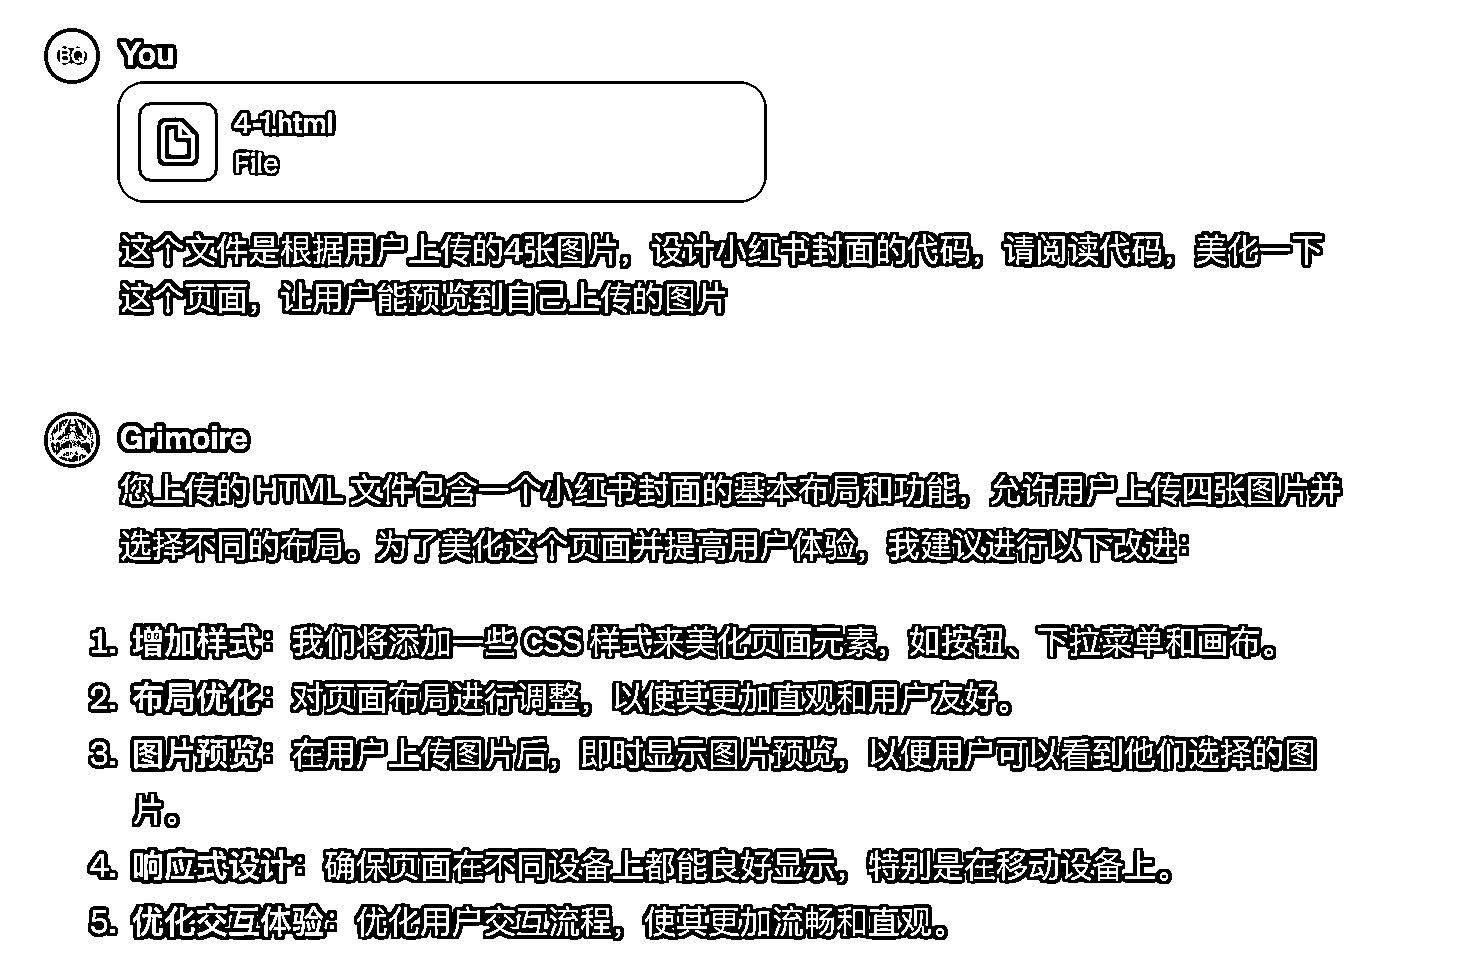 BQ You
4-1.html
File
这个文件是根据用户上传的4张图片，设计小红书封面的代码，请阅读代码，美化一下
这个页面，让用户能预览到自己上传的图片
Grimoire
您上传的 HTML 文件包含一个小红书封面的基本布局和功能，允许用户上传四张图片并
选择不同的布局。为了美化这个页面并提高用户体验，我建议进行以下改进：
1. 增加样式：我们将添加一些 CSS 样式来美化页面元素，如按钮、下拉菜单和画布。
2. 布局优化：对页面布局进行调整，以使其更加直观和用户友好。
3. 图片预览：在用户上传图片后，即时显示图片预览，以便用户可以看到他们选择的图
片。
4. 响应式设计：确保页面在不同设备上都能良好显示，特别是在移动设备上。
5. 优化交互体验：优化用户交互流程，使其更加流畅和直观。